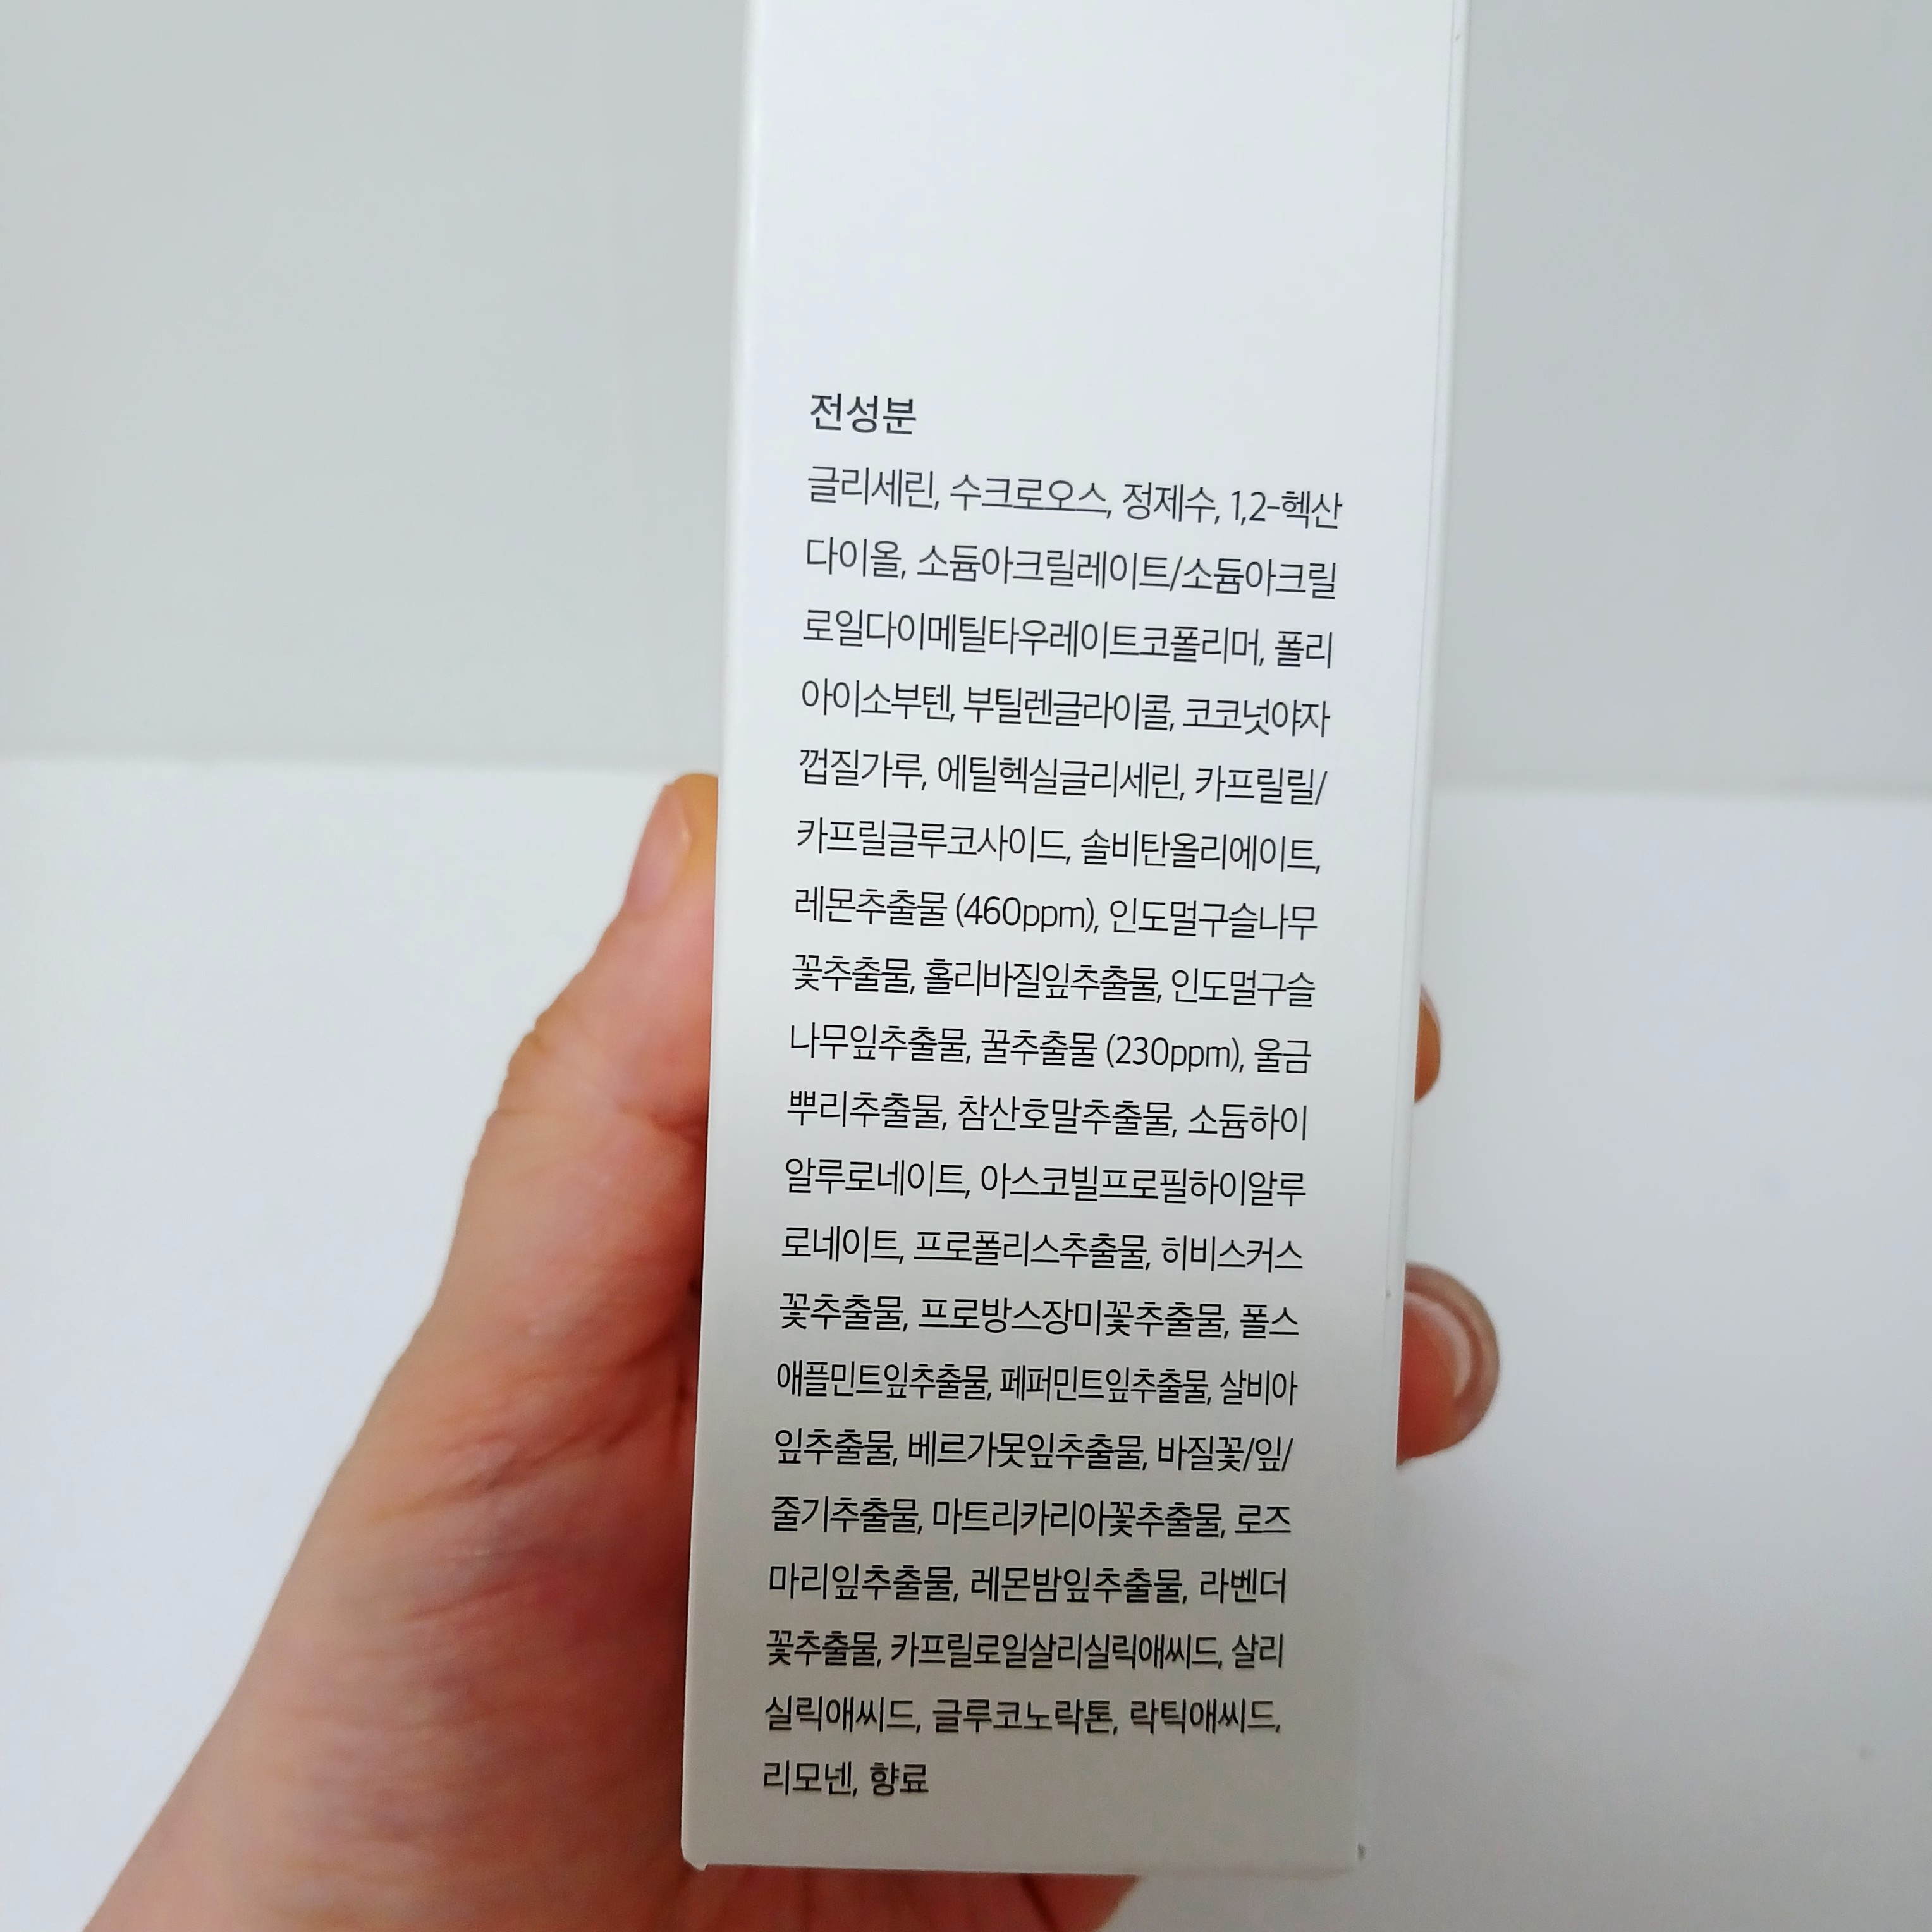 전성분
글리세린, 수크로오스, 정제수, 1,2-헥산
다이올, 소듐아크릴레이트/소듐아크릴
로일다이메틸타우레이트코폴리머, 폴리
아이소부텐, 부틸렌글라이콜, 코코넛야자
껍질가루, 에틸헥실글리세린, 카프릴릴/
카프릴글루코사이드, 솔비탄올리에이트,
레몬추출물 (460ppm), 인도멀구슬나무
꽃추출물, 홀리바질잎추출물, 인도멀구슬
나무잎추출물, 꿀추출물 (230ppm), 울금
뿌리추출물, 참산호말추출물, 소듐하이
알루로네이트, 아스코빌프로필하이알루
로네이트, 프로폴리스추출물, 히비스커스
꽃추출물, 프로방스장미꽃추출물, 폴스
애플민트잎추출물, 페퍼민트잎추출물, 살비아
잎추출물, 베르가못잎추출물, 바질꽃/잎/
줄기추출물, 마트리카리아꽃추출물, 로즈
마리잎추출물, 레몬밤잎추출물, 라벤더
꽃추출물, 카프릴로일살리실릭애씨드, 살리
실릭애씨드, 글루코노락톤, 락틱애씨드,
리모넨, 향료